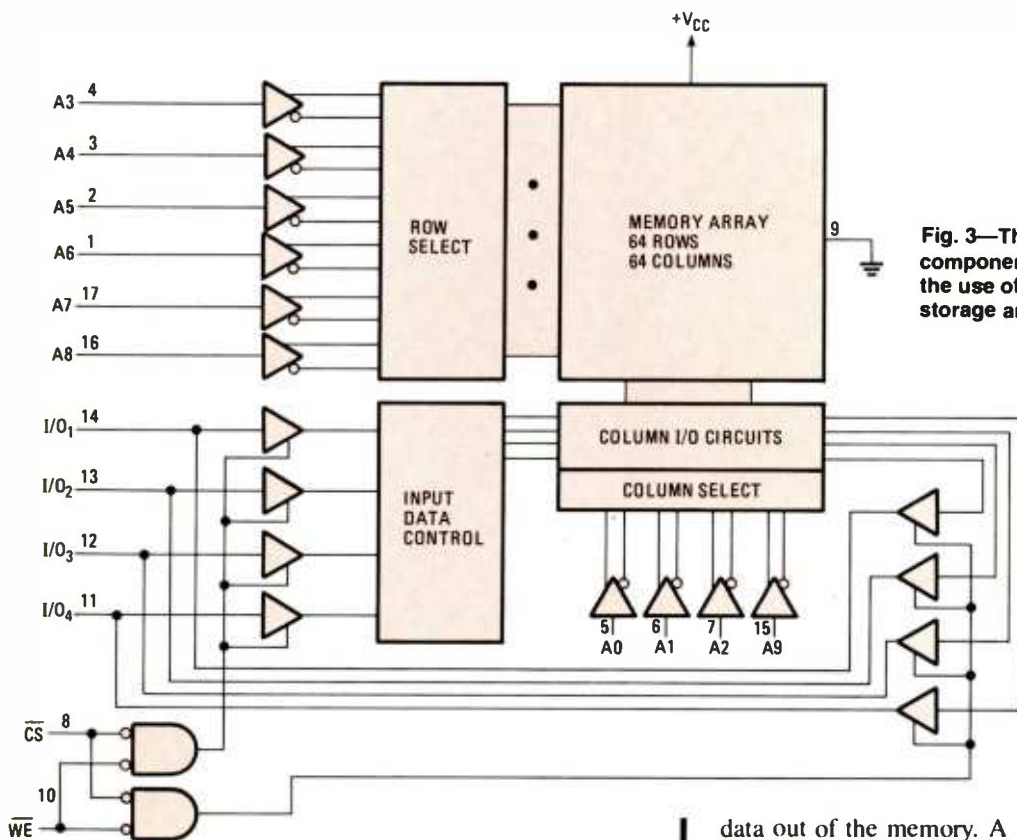 +VCC
A3 4
A4 3
A5 2
A6 1
A7 17
A8 16
ROW
SELECT
MEMORY ARRAY
64 ROWS
64 COLUMNS
9
Fig. 3—Th
componen
the use of
storage ar
I/O1 14
I/O2 13
I/O3 12
I/O4 11
INPUT
DATA
CONTROL
COLUMN I/O CIRCUITS
COLUMN SELECT
5 6 7 15
A0 A1 A2 A9
CS 8
10
WE
data out of the memory. A